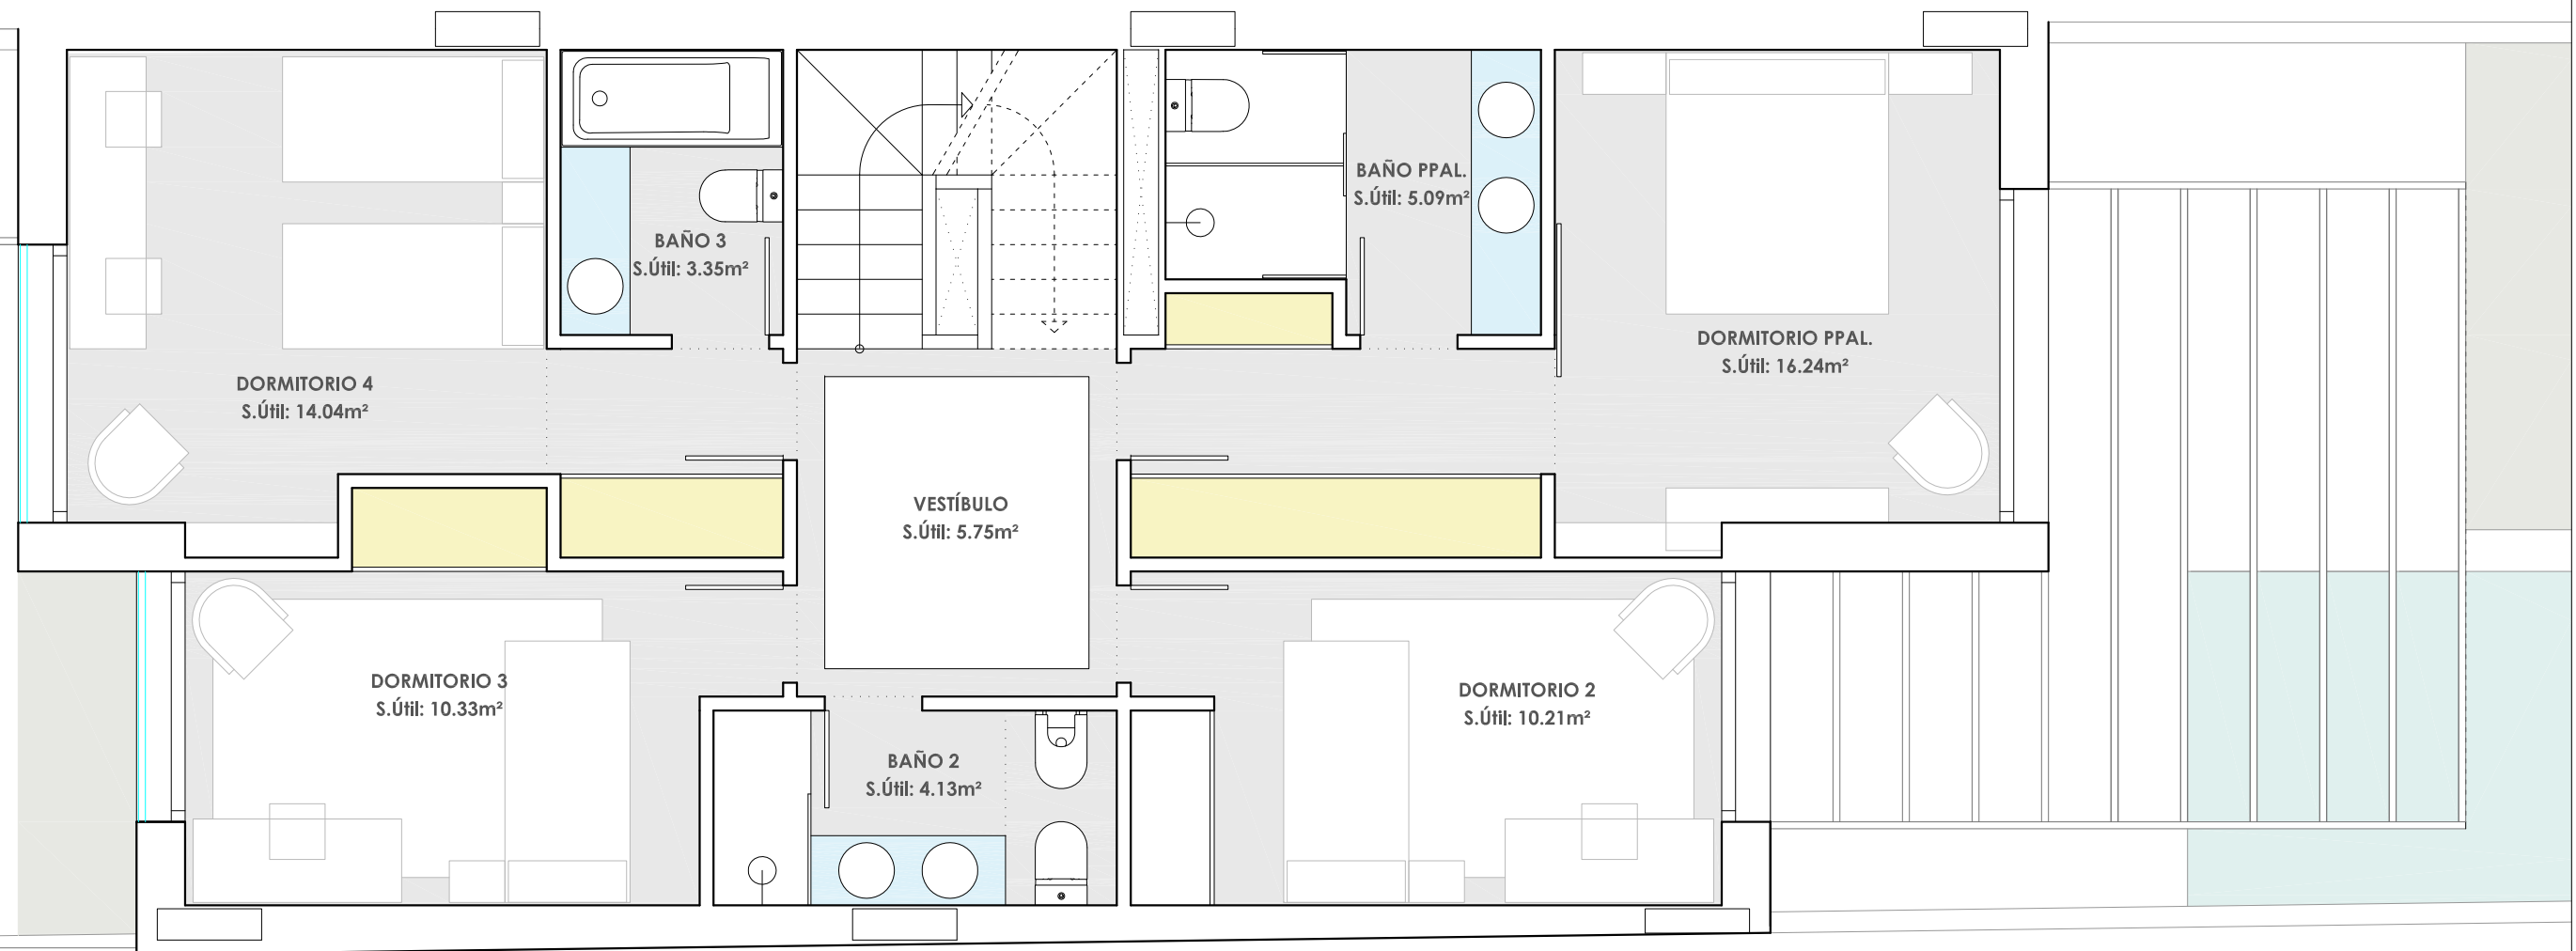 BAÑO PPAL.
S.Útil: 5.09m²
BAÑO 3
S.Útil: 3.35m²
DORMITORIO PPAL.
S.Útil: 16.24m²
DORMITORIO 4
S.Útil: 14.04m²
VESTÍBULO
S.Útil: 5.75m²
DORMITORIO 3
S.Útil: 10.33m²
DORMITORIO 2
S.Útil: 10.21m²
BAÑO 2
S.Útil: 4.13m²